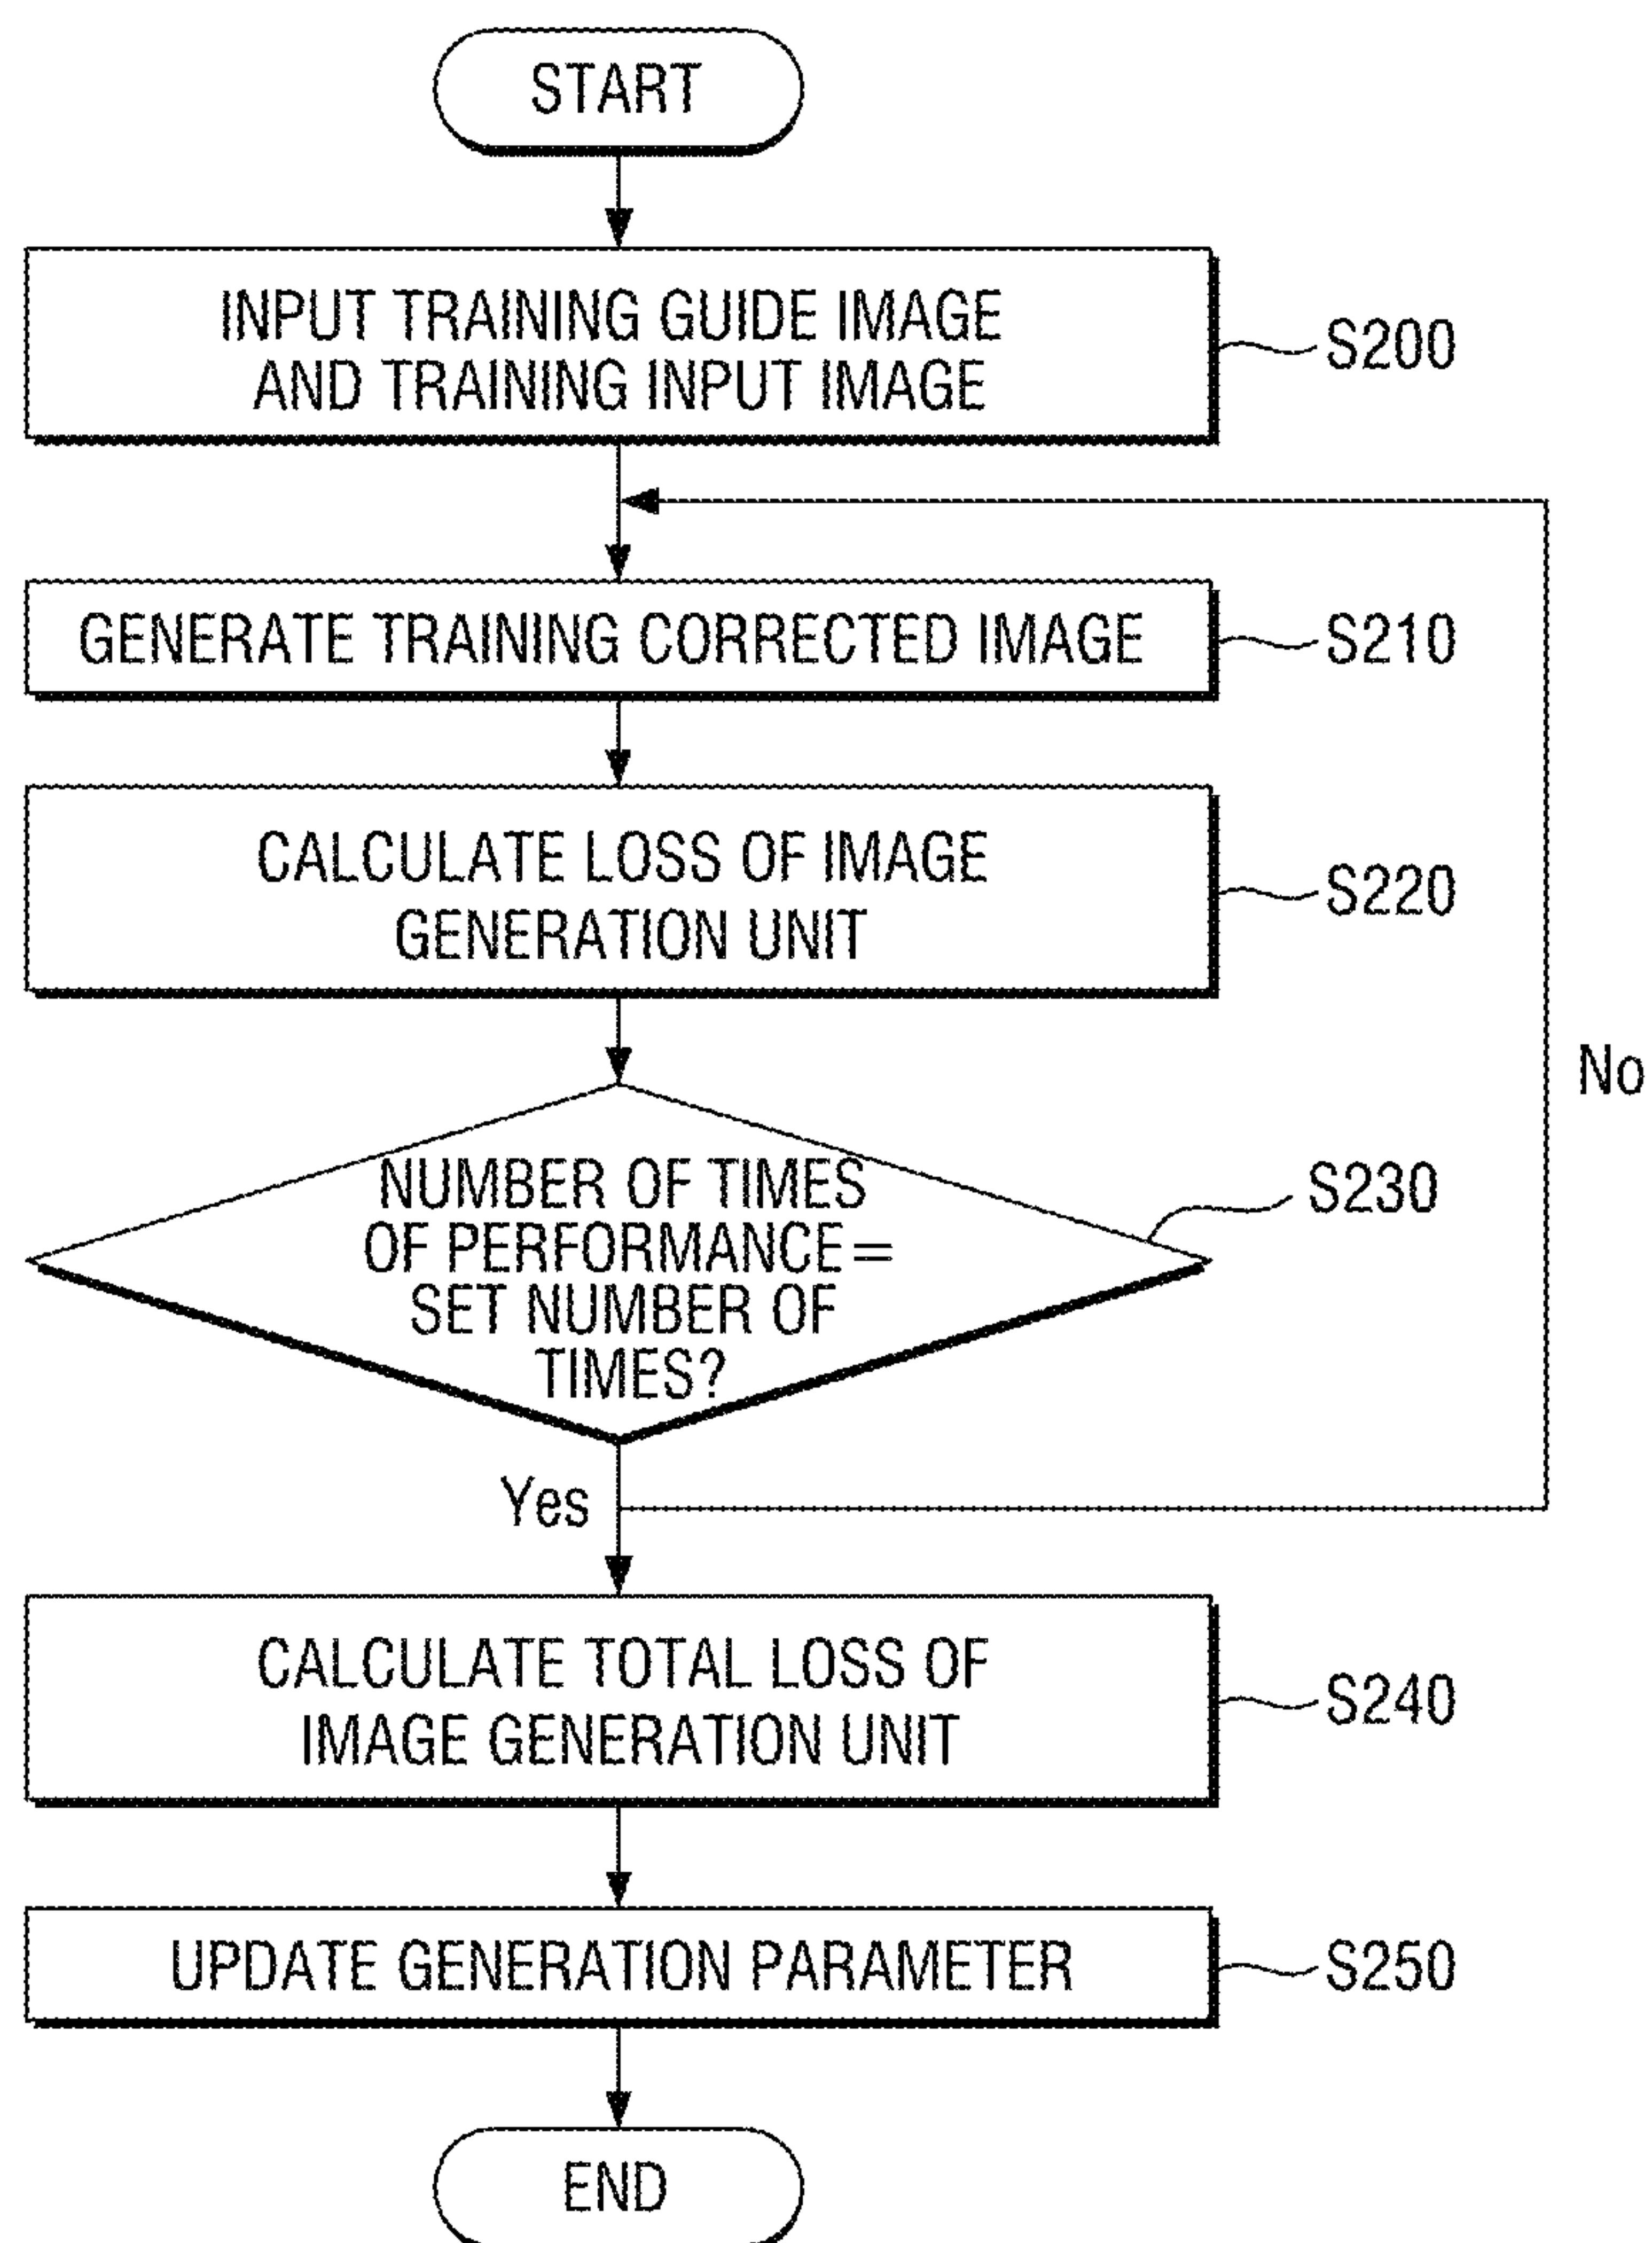 START
INPUT TRAINING GUIDE IMAGE
AND TRAINING INPUT IMAGE
S200
GENERATE TRAINING CORRECTED IMAGE
S210
CALCULATE LOSS OF IMAGE
GENERATION UNIT
S220
No
NUMBER OF TIMES
OF PERFORMANCE=
SET NUMBER OF
TIMES?
S230
Yes
CALCULATE TOTAL LOSS OF
IMAGE GENERATION UNIT
S240
UPDATE GENERATION PARAMETER
S250
END